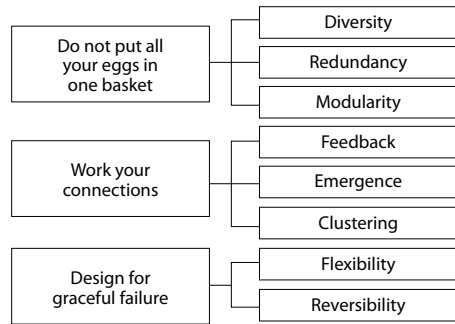 Do not put all
your eggs in
one basket
Diversity
Redundancy
Modularity
Work your
connections
Feedback
Emergence
Clustering
Design for
graceful failure
Flexibility
Reversibility